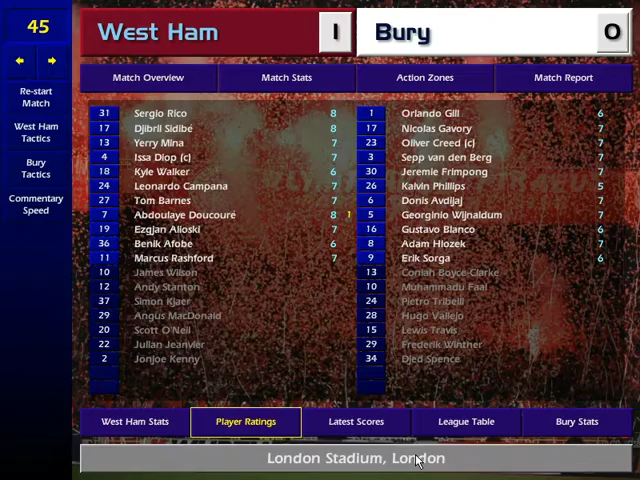 45
West Ham 1
Bury 0
Re-start Match
West Ham Tactics
Bury Tactics
Commentary Speed
Match Overview
Match Stats
Action Zones
Match Report
31 Sergio Rico 8
17 Djibril Sidibé 8
13 Yerry Mina 7
4 Issa Diop (c) 7
18 Kyle Walker 6
24 Leonardo Campana 7
27 Tom Barnes 7
7 Abdoulaye Doucouré 8 1
19 Ezgjan Alioski 7
36 Benik Afobe 6
11 Marcus Rashford 7
10 James Wilson
12 Andy Stanton
37 Simon Kjaer
29 Angus MacDonald
20 Scott O'Neil
22 Julian Jeanvier
2 Jonjoe Kenny
1 Orlando Gill 6
17 Nicolas Gavory 7
23 Oliver Creed (c) 7
3 Sepp van den Berg 7
30 Jeremie Frimpong 7
26 Kalvin Phillips 5
6 Donis Avdijaj 7
5 Georginio Wijnaldum 7
16 Gustavo Blanco 6
8 Adam Hlozek 7
9 Erik Sorga 6
13 Coniah Boyce-Clarke
10 Muhammadu Faal
24 Pietro Tribelli
28 Hugo Vallejo
15 Lewis Travis
29 Frederik Winther
34 Djed Spence
West Ham Stats
Player Ratings
Latest Scores
League Table
Bury Stats
London Stadium, London